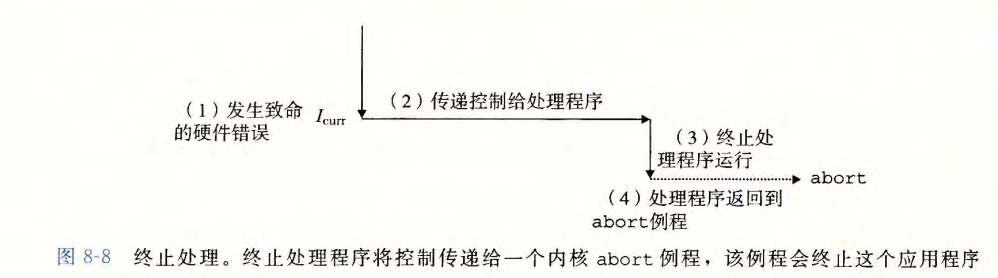 （1）发生致命
的硬件错误
Icurr
（2）传递控制给处理程序
（3）终止处
理程序运行
abort
（4）处理程序返回到
abort例程
图 8-8 终止处理。终止处理程序将控制传递给一个内核 abort 例程，该例程会终止这个应用程序